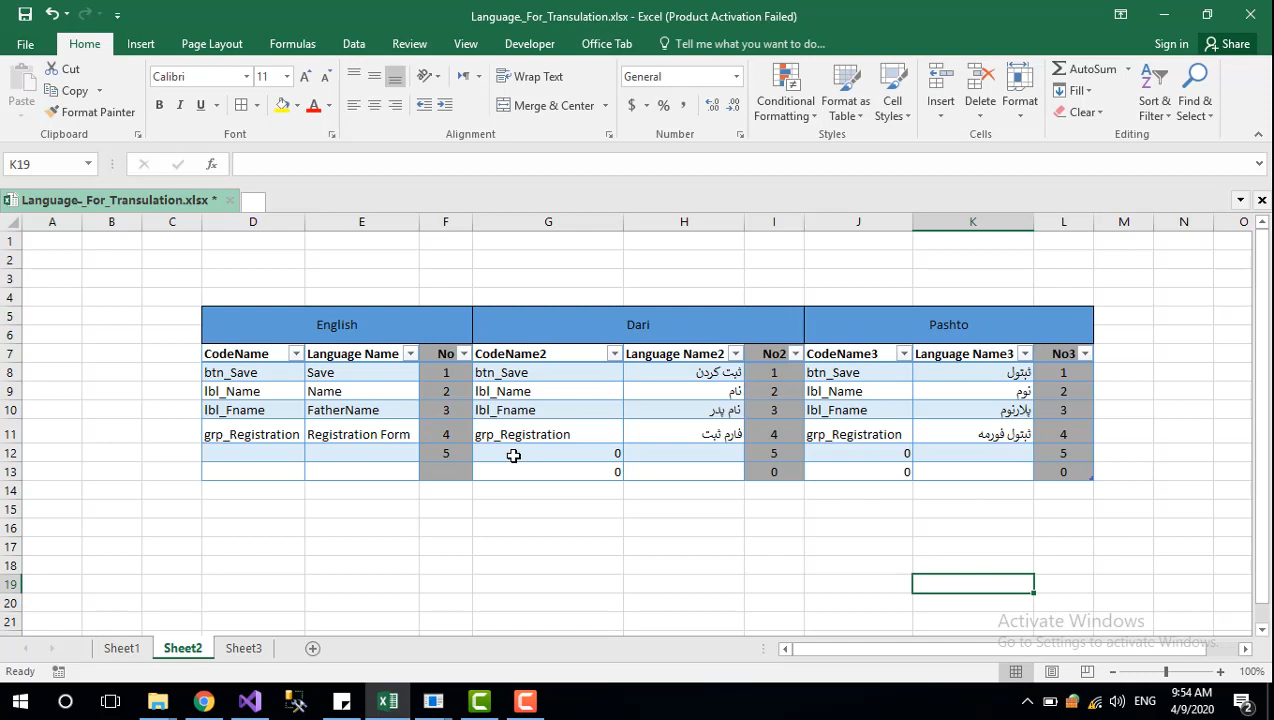 Language_For_Transulation.xlsx - Excel (Product Activation Failed)
File Home Insert Page Layout Formulas Data Review View Developer Office Tab Tell me what you want to do... Sign in Share
Cut
Copy
Format Painter
Paste
Calibri 11
B I U
Wrap Text
Merge & Center
General
$ % ,
Conditional Formatting
Format as Table
Cell Styles
Insert
Delete
Format
AutoSum
Fill
Clear
Sort & Filter
Find & Select
Clipboard Font Alignment Number Styles Cells Editing
K19 fx
Language_For_Transulation.xlsx *
A B C D E F G H I J K L M N O
1
2
3
4
5 English Dari Pashto
6
7 CodeName Language Name No CodeName2 Language Name2 No2 CodeName3 Language Name3 No3
8 btn_Save Save 1 btn_Save ثبت کردن 1 btn_Save ثبتول 1
9 lbl_Name Name 2 lbl_Name نام 2 lbl_Name نوم 2
10 lbl_Fname FatherName 3 lbl_Fname نام پدر 3 lbl_Fname پلارنوم 3
11 grp_Registration Registration Form 4 grp_Registration فارم ثبت 4 grp_Registration ثبتول فورمه 4
12 5 0 5 0 5
13 0 0 0 0
14
15
16
17
18
19
20
21
Activate Windows
Go to Settings to activate Windows.
Sheet1 Sheet2 Sheet3
Ready 100%
ENG
9:54 AM
4/9/2020
2